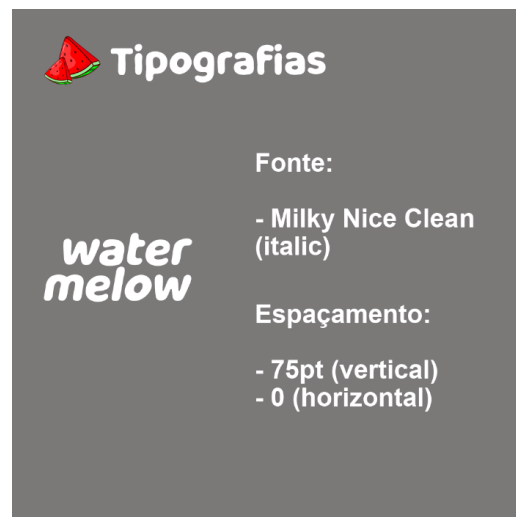 Tipografias
water
melow
Fonte:
- Milky Nice Clean
(italic)
Espaçamento:
- 75pt (vertical)
- 0 (horizontal)